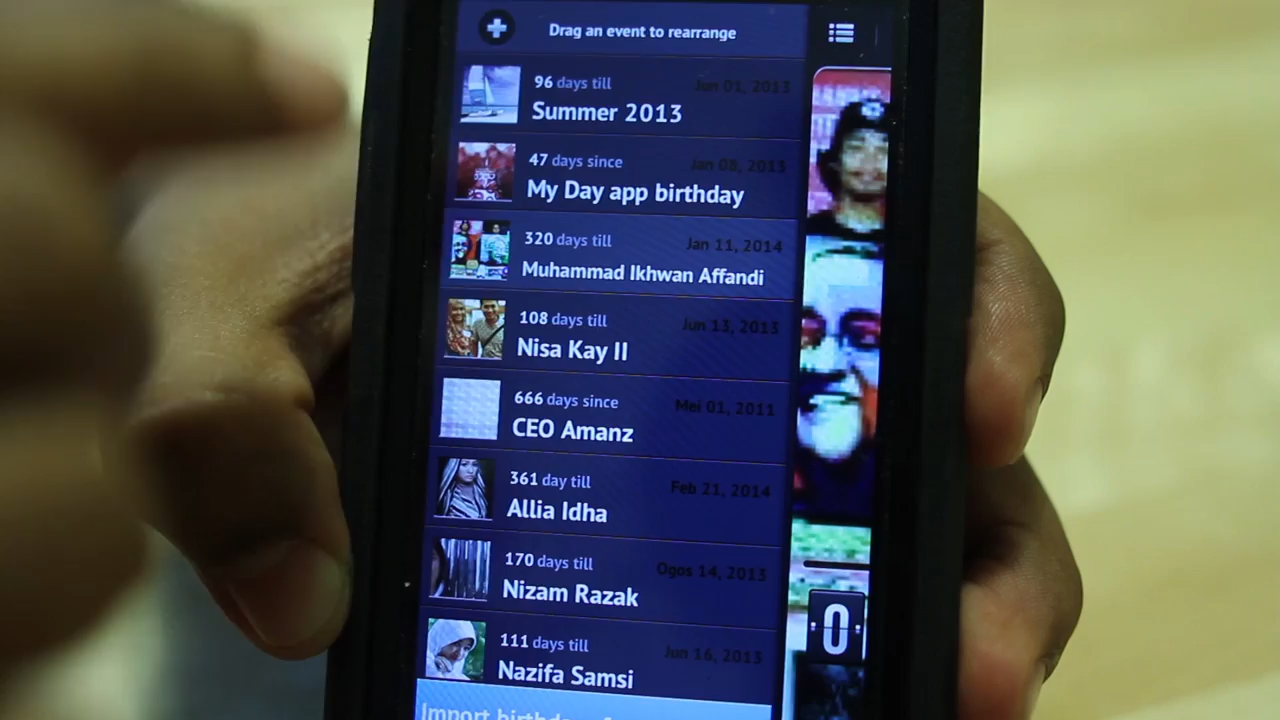 Drag an event to rearrange
96 days till
Jun 01, 2013
Summer 2013
47 days since
Jan 08, 2013
My Day app birthday
320 days till
Jan 11, 2014
Muhammad Ikhwan Affandi
108 days till
Jun 13, 2013
Nisa Kay II
666 days since
Mei 01, 2011
CEO Amanz
361 day till
Feb 21, 2014
Allia Idha
170 days till
Ogos 14, 2013
Nizam Razak
0
111 days till
Jun 16, 2013
Nazifa Samsi
Import